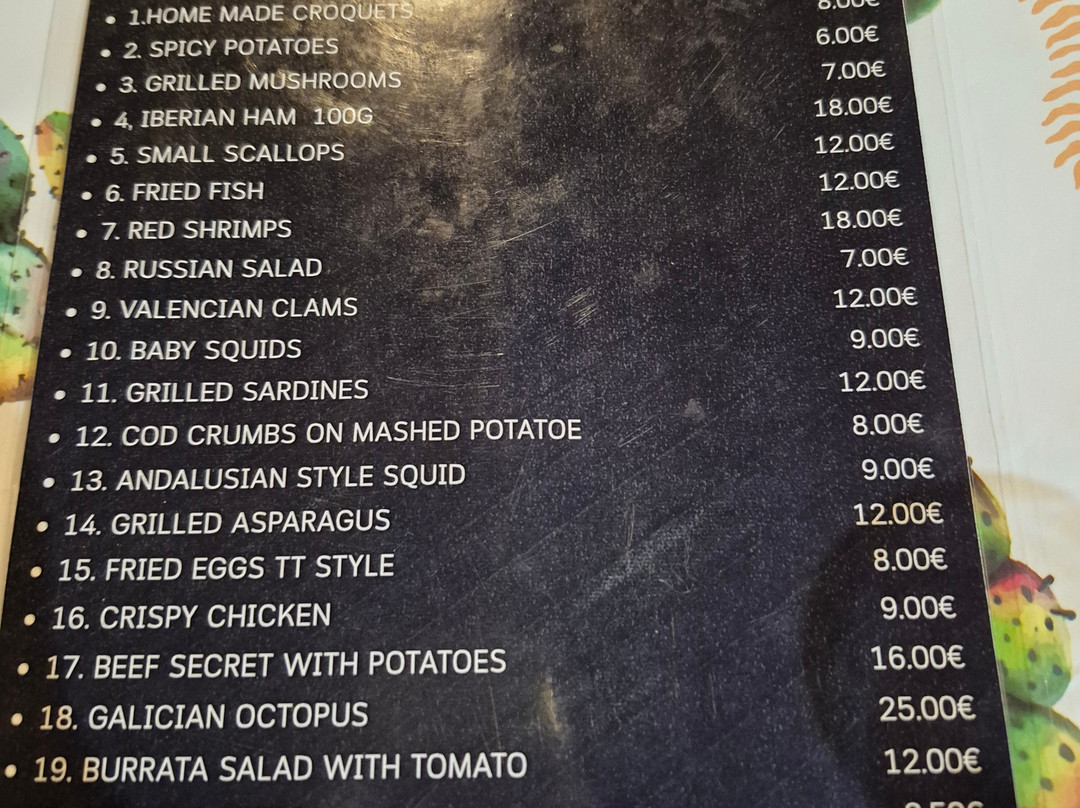 • 1.HOME MADE CROQUETS 8.00€
• 2. SPICY POTATOES 6.00€
• 3. GRILLED MUSHROOMS 7.00€
• 4, IBERIAN HAM 100G 18.00€
• 5. SMALL SCALLOPS 12.00€
• 6. FRIED FISH 12.00€
• 7. RED SHRIMPS 18.00€
• 8. RUSSIAN SALAD 7.00€
• 9. VALENCIAN CLAMS 12.00€
• 10. BABY SQUIDS 9.00€
• 11. GRILLED SARDINES 12.00€
• 12. COD CRUMBS ON MASHED POTATOE 8.00€
• 13. ANDALUSIAN STYLE SQUID 9.00€
• 14. GRILLED ASPARAGUS 12.00€
• 15. FRIED EGGS TT STYLE 8.00€
• 16. CRISPY CHICKEN 9.00€
• 17. BEEF SECRET WITH POTATOES 16.00€
• 18. GALICIAN OCTOPUS 25.00€
• 19. BURRATA SALAD WITH TOMATO 12.00€